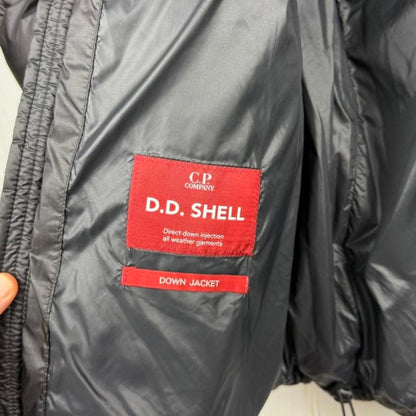 C.P.
COMPANY
D.D. SHELL
Direct down injection
all weather garments
DOWN JACKET